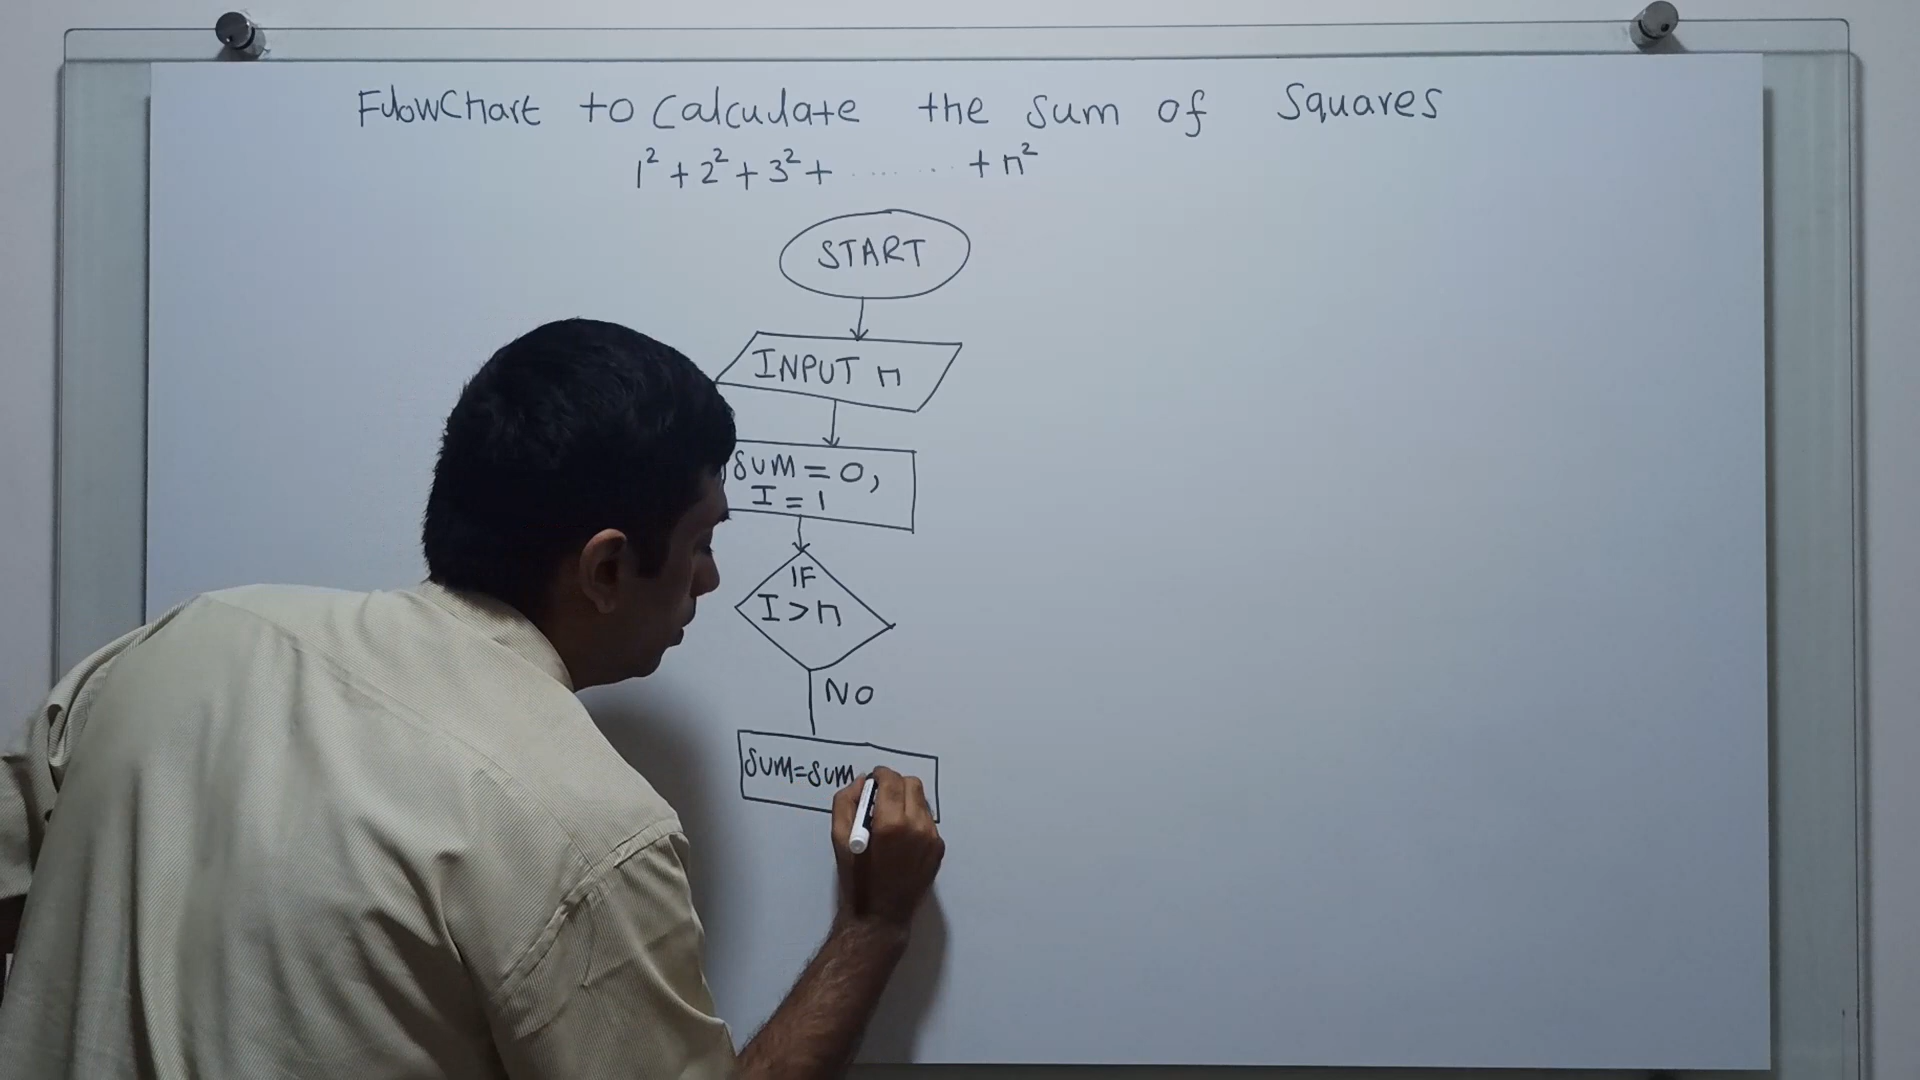 FlowChart to Calculate the Sum of Squares
1² + 2² + 3² + ........ + n²
START
INPUT n
SUM = 0,
I = 1
IF
I > n
NO
SUM=SUM